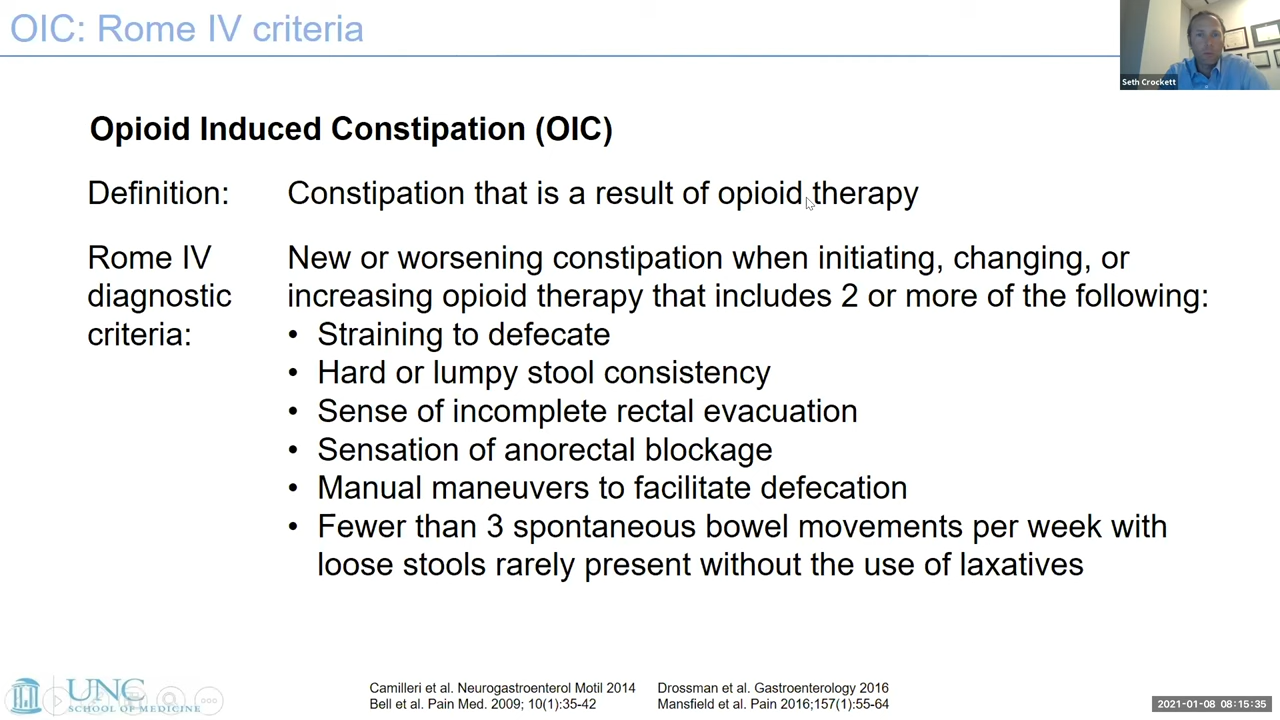 OIC: Rome IV criteria
Seth Crockett
Opioid Induced Constipation (OIC)
Definition: Constipation that is a result of opioid therapy
Rome IV diagnostic criteria:
New or worsening constipation when initiating, changing, or
increasing opioid therapy that includes 2 or more of the following:
• Straining to defecate
• Hard or lumpy stool consistency
• Sense of incomplete rectal evacuation
• Sensation of anorectal blockage
• Manual maneuvers to facilitate defecation
• Fewer than 3 spontaneous bowel movements per week with
loose stools rarely present without the use of laxatives
UNC
SCHOOL OF MEDICINE
Camilleri et al. Neurogastroenterol Motil 2014
Bell et al. Pain Med. 2009; 10(1):35-42
Drossman et al. Gastroenterology 2016
Mansfield et al. Pain 2016;157(1):55-64
2021-01-08 08:15:35